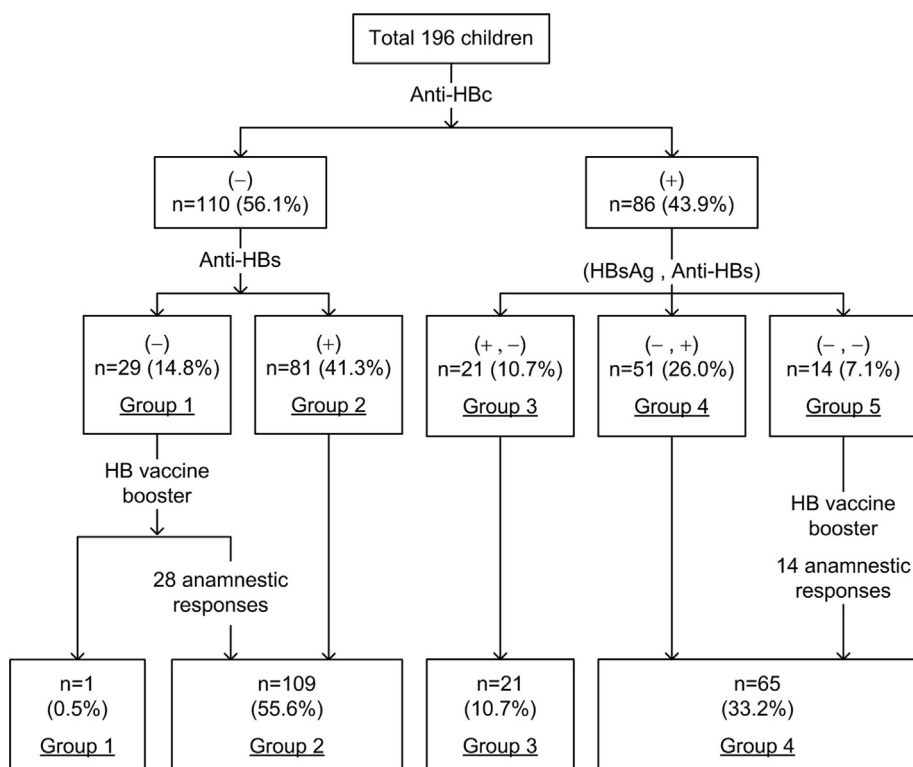 Total 196 children
Anti-HBc
(−)
n=110 (56.1%)
(+)
n=86 (43.9%)
Anti-HBs
(HBsAg , Anti-HBs)
(−)
n=29 (14.8%)
Group 1
(+)
n=81 (41.3%)
Group 2
(+ , −)
n=21 (10.7%)
Group 3
(− , +)
n=51 (26.0%)
Group 4
(− , −)
n=14 (7.1%)
Group 5
HB vaccine
booster
28 anamnestic
responses
HB vaccine
booster
14 anamnestic
responses
n=1
(0.5%)
Group 1
n=109
(55.6%)
Group 2
n=21
(10.7%)
Group 3
n=65
(33.2%)
Group 4